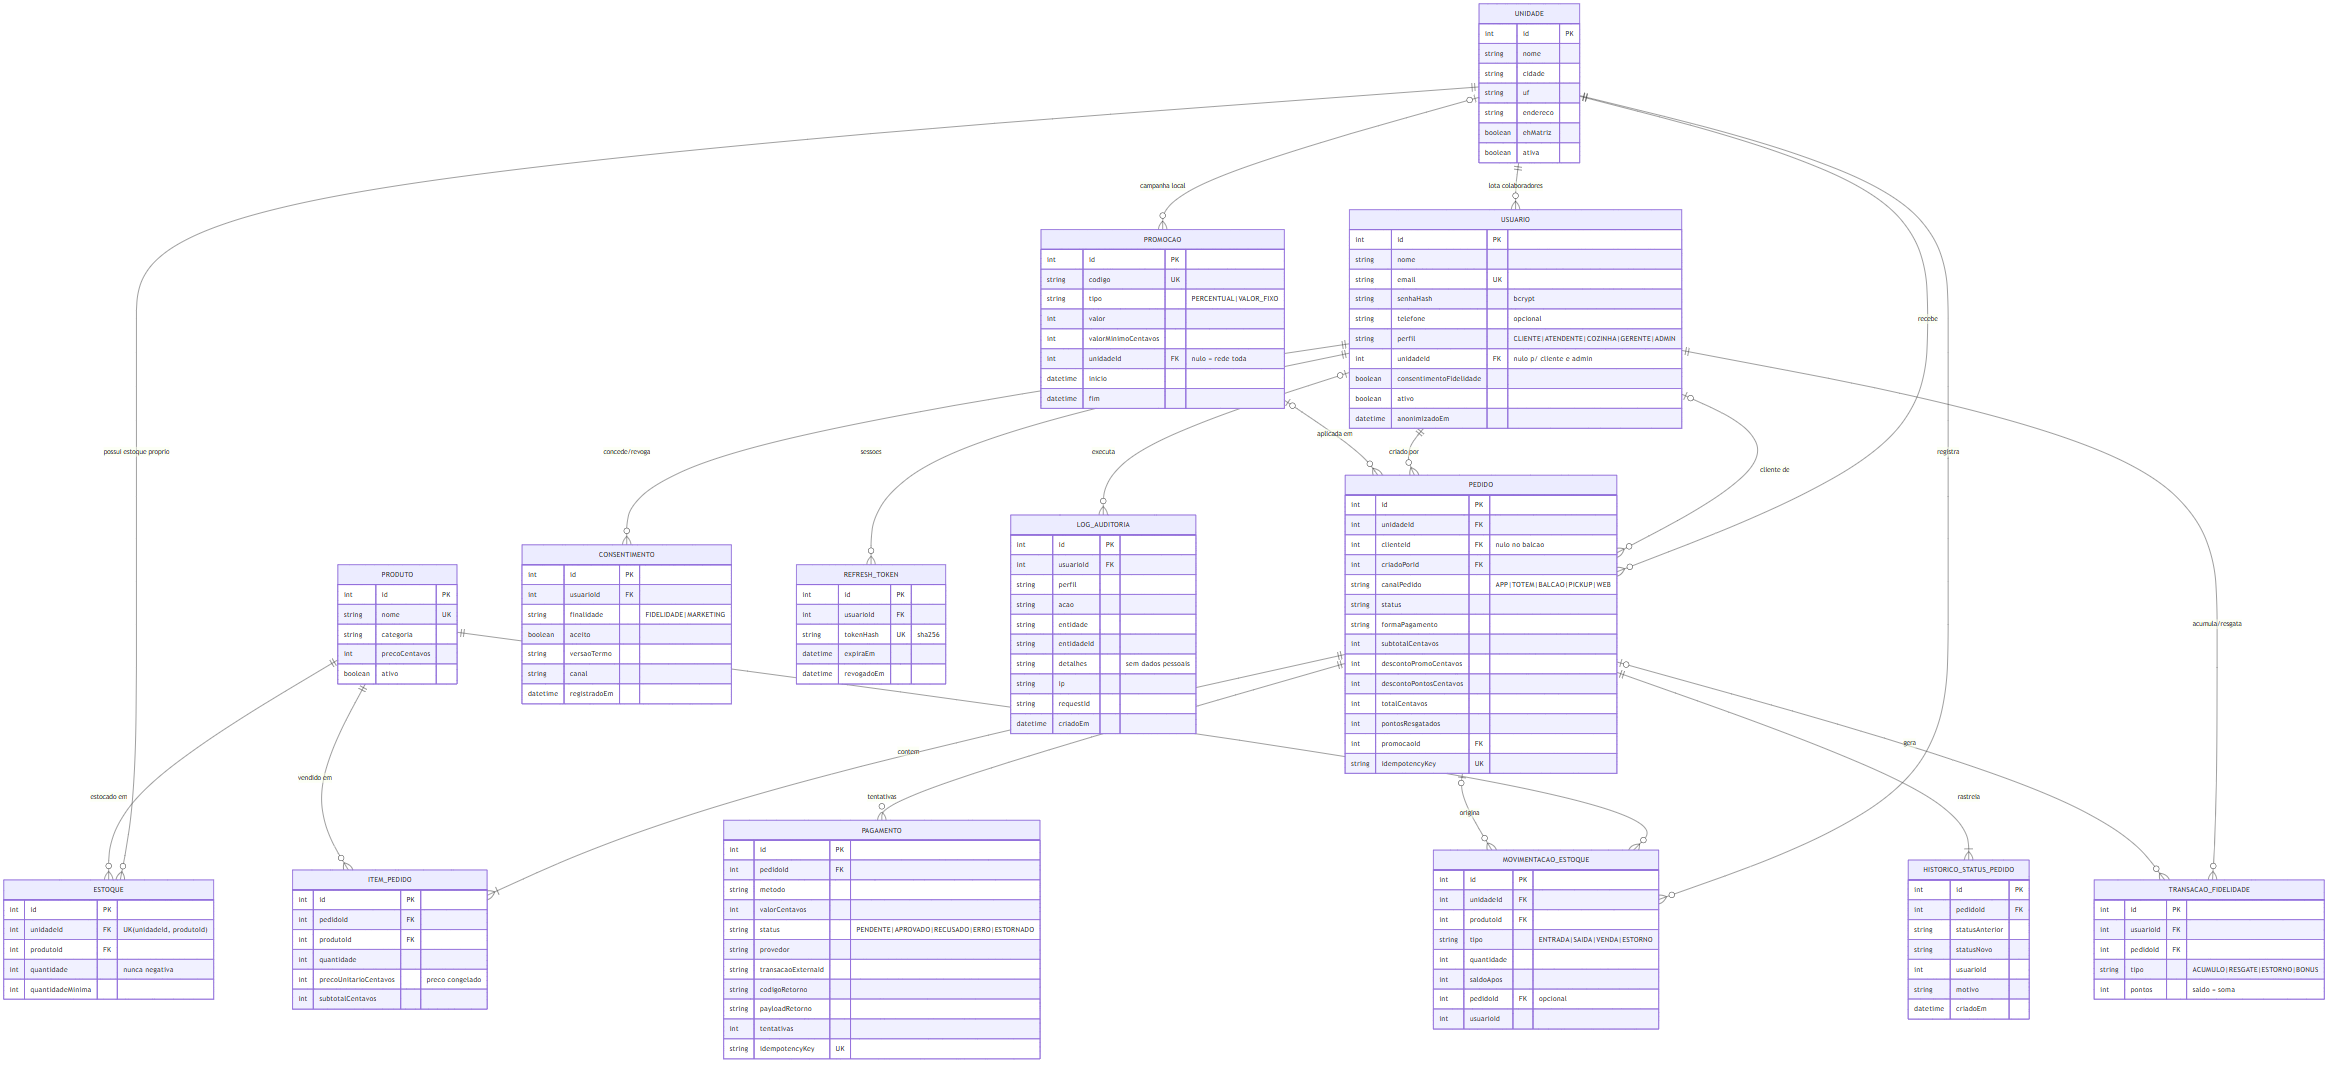 UNIDADE
int id PK
string nome
string cidade
string uf
string endereco
boolean ehMatriz
boolean ativa
campanha local
lota colaboradores
PROMOCAO
int id PK
string codigo UK
string tipo PERCENTUAL|VALOR_FIXO
int valor
int valorMinimoCentavos
int unidadeId FK nulo = rede toda
datetime inicio
datetime fim
USUARIO
int id PK
string nome
string email UK
string senhaHash bcrypt
string telefone opcional
string perfil CLIENTE|ATENDENTE|COZINHA|GERENTE|ADMIN
int unidadeId FK nulo p/ cliente e admin
boolean consentimentoFidelidade
boolean ativo
datetime anonimizadoEm
recebe
possui estoque proprio
concede/revoga
sessoes
executa
aplicada em
criado por
cliente de
registra
acumula/resgata
PRODUTO
int id PK
string nome UK
string categoria
int precoCentavos
boolean ativo
CONSENTIMENTO
int id PK
int usuarioId FK
string finalidade FIDELIDADE|MARKETING
boolean aceito
string versaoTermo
string canal
datetime registradoEm
REFRESH_TOKEN
int id PK
int usuarioId FK
string tokenHash UK sha256
datetime expiraEm
datetime revogadoEm
LOG_AUDITORIA
int id PK
int usuarioId FK
string perfil
string acao
string entidade
string entidadeId
string detalhes sem dados pessoais
string ip
string requestId
datetime criadoEm
PEDIDO
int id PK
int unidadeId FK
int clienteId FK nulo no balcao
int criadoPorId FK
string canalPedido APP|TOTEM|BALCAO|PICKUP|WEB
string status
string formaPagamento
int subtotalCentavos
int descontoPromoCentavos
int descontoPontosCentavos
int totalCentavos
int pontosResgatados
int promocaoId FK
string idempotencyKey UK
estocado em
vendido em
contem
tentativas
origina
rastreia
gera
ESTOQUE
int id PK
int unidadeId FK UK(unidadeId, produtoId)
int produtoId FK
int quantidade nunca negativa
int quantidadeMinima
ITEM_PEDIDO
int id PK
int pedidoId FK
int produtoId FK
int quantidade
int precoUnitarioCentavos preco congelado
int subtotalCentavos
PAGAMENTO
int id PK
int pedidoId FK
string metodo
int valorCentavos
string status PENDENTE|APROVADO|RECUSADO|ERRO|ESTORNADO
string provedor
string transacaoExternaId
string codigoRetorno
string payloadRetorno
int tentativas
string idempotencyKey UK
MOVIMENTACAO_ESTOQUE
int id PK
int unidadeId FK
int produtoId FK
string tipo ENTRADA|SAIDA|VENDA|ESTORNO
int quantidade
int saldoApos
int pedidoId FK opcional
int usuarioId
HISTORICO_STATUS_PEDIDO
int id PK
int pedidoId FK
string statusAnterior
string statusNovo
int usuarioId
string motivo
datetime criadoEm
TRANSACAO_FIDELIDADE
int id PK
int usuarioId FK
int pedidoId FK
string tipo ACUMULO|RESGATE|ESTORNO|BONUS
int pontos saldo = soma